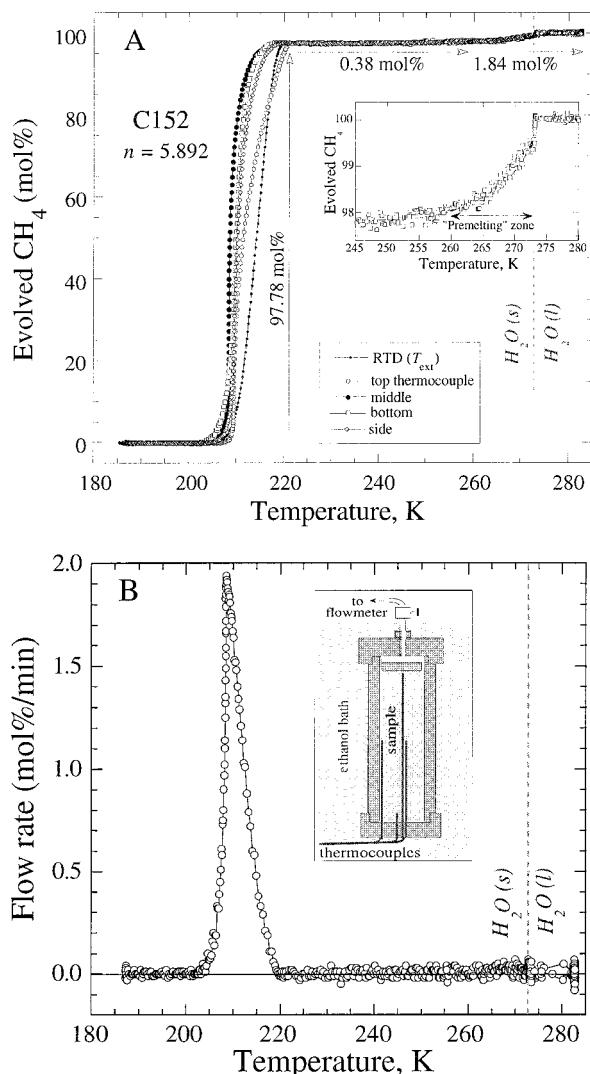 A
C152
n = 5.892
0.38 mol%
1.84 mol%
97.78 mol%
Evolved CH4 (mol%)
100
80
60
40
20
0
180
200
220
240
260
280
Temperature, K
Evolved CH4
100
99
98
245
250
255
260
265
270
275
280
"Premelting" zone
Temperature, K
H2O (s)
H2O (l)
RTD (Text)
top thermocouple
middle
bottom
side
B
Flow rate (mol%/min)
2.0
1.5
1.0
0.5
0.0
180
200
220
240
260
280
Temperature, K
to
flowmeter
ethanol bath
sample
thermocouples
H2O (s)
H2O (l)